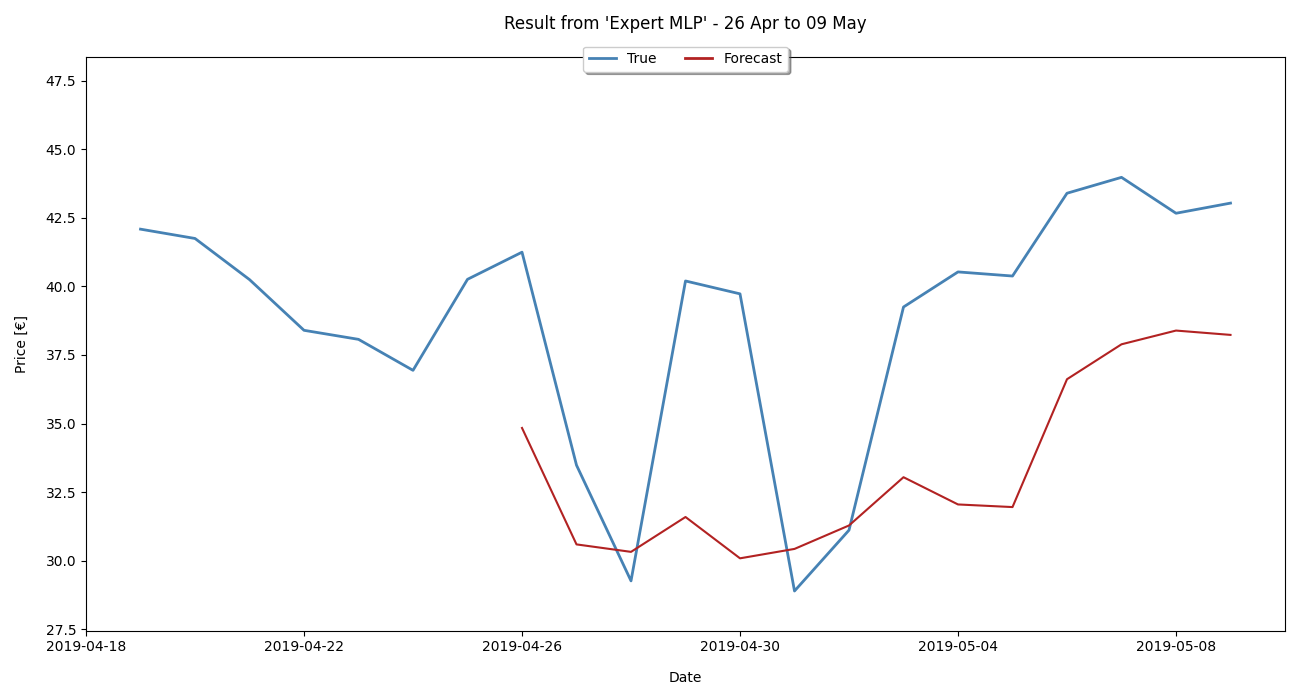 Result from 'Expert MLP' - 26 Apr to 09 May
True Forecast
47.5
45.0
42.5
40.0
37.5
35.0
32.5
30.0
27.5
Price [€]
2019-04-18 2019-04-22 2019-04-26 2019-04-30 2019-05-04 2019-05-08
Date